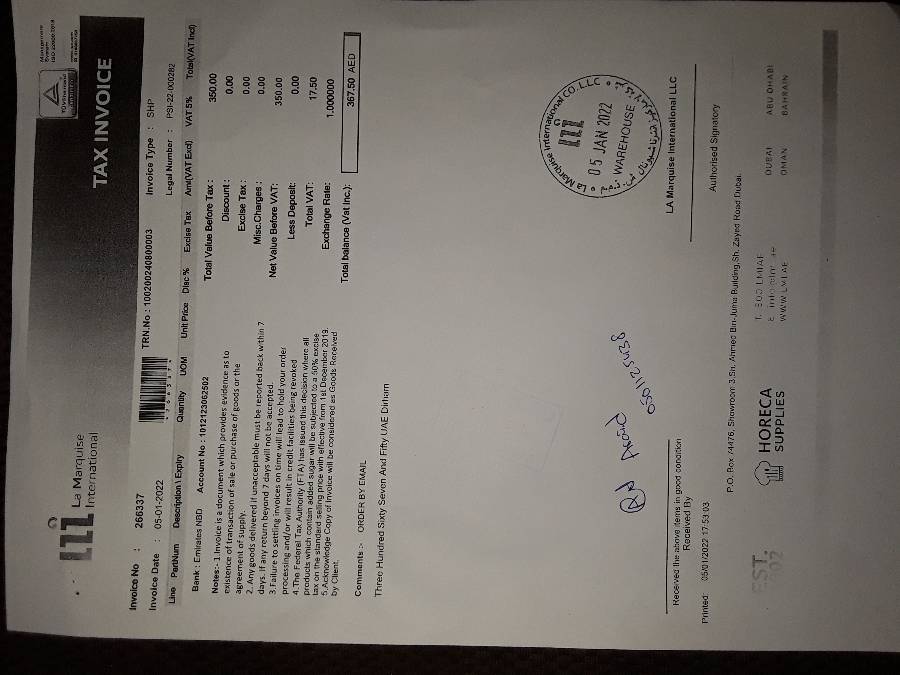 La Marquise
International
TAX INVOICE
Invoice No : 266337
TRN.No : 100200240800003
Invoice Type : SHP
Invoice Date : 05-01-2022
Legal Number : PSI-22-000282
Line PartNum Description \ Expiry Quantity UOM Unit Price Disc % Excise Tax Amt(VAT Excl) VAT 5% Total(VAT Incl)
Bank : Emirates NBD Account No : 1012123062502
Total Value Before Tax : 350.00
Discount : 0.00
Excise Tax : 0.00
Misc.Charges : 0.00
Net Value Before VAT: 350.00
Less Deposit: 0.00
Total VAT: 17.50
Exchange Rate: 1.000000
Total balance (Vat Inc.): 367.50 AED
Notes:- 1.Invoice is a document which provides evidence as to
existence of transaction of sale or purchase of goods or the
agreement of supply.
2. Any goods delivered if unacceptable must be reported back within 7
days. If any return beyond 7 days will not be accepted.
3.Failure to settling invoices on time will lead to hold your order
processing and/or will result in credit facilities being revoked
4.The Federal Tax Authority (FTA) has issued this decision where all
products which contain added sugar will be subjected to a 50% excise
tax on the standard selling price with effective from 1st December 2019.
5.Acknowledge Copy of Invoice will be considered as Goods Received
by Client.
Comments :- ORDER BY EMAIL
Three Hundred Sixty Seven And Fifty UAE Dirham
La Marquise International CO. LLC
05 JAN 2022
WAREHOUSE
LA Marquise International LLC
Authorised Signatory
Received the above items in good condition
Received By
Printed: 05/01/2022 17:53:03
P.O. Box 74476, Showroom 3,Sh. Ahmed Bin-Juma Building,Sh. Zayed Road Dubai.
EST.
HORECA
SUPPLIES
T. 800 LMIAE
WWW.LMI.AE
DUBAI ABU DHABI
OMAN BAHRAIN